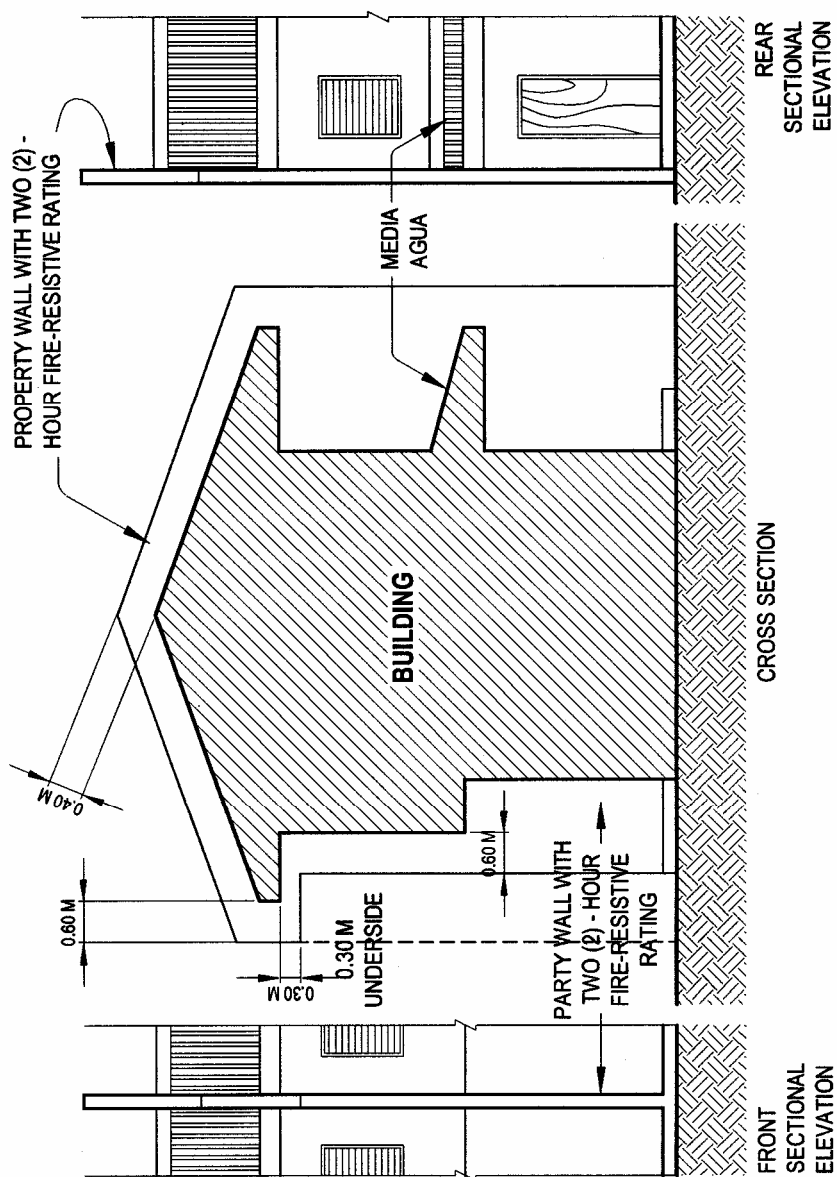 PROPERTY WALL WITH TWO (2) -
HOUR FIRE-RESISTIVE RATING
0.40 M
0.60 M
MEDIA
AGUA
BUILDING
0.30 M
0.30 M
UNDERSIDE
0.60 M
PARTY WALL WITH
TWO (2) - HOUR
FIRE-RESISTIVE
RATING
FRONT
SECTIONAL
ELEVATION
CROSS SECTION
REAR
SECTIONAL
ELEVATION